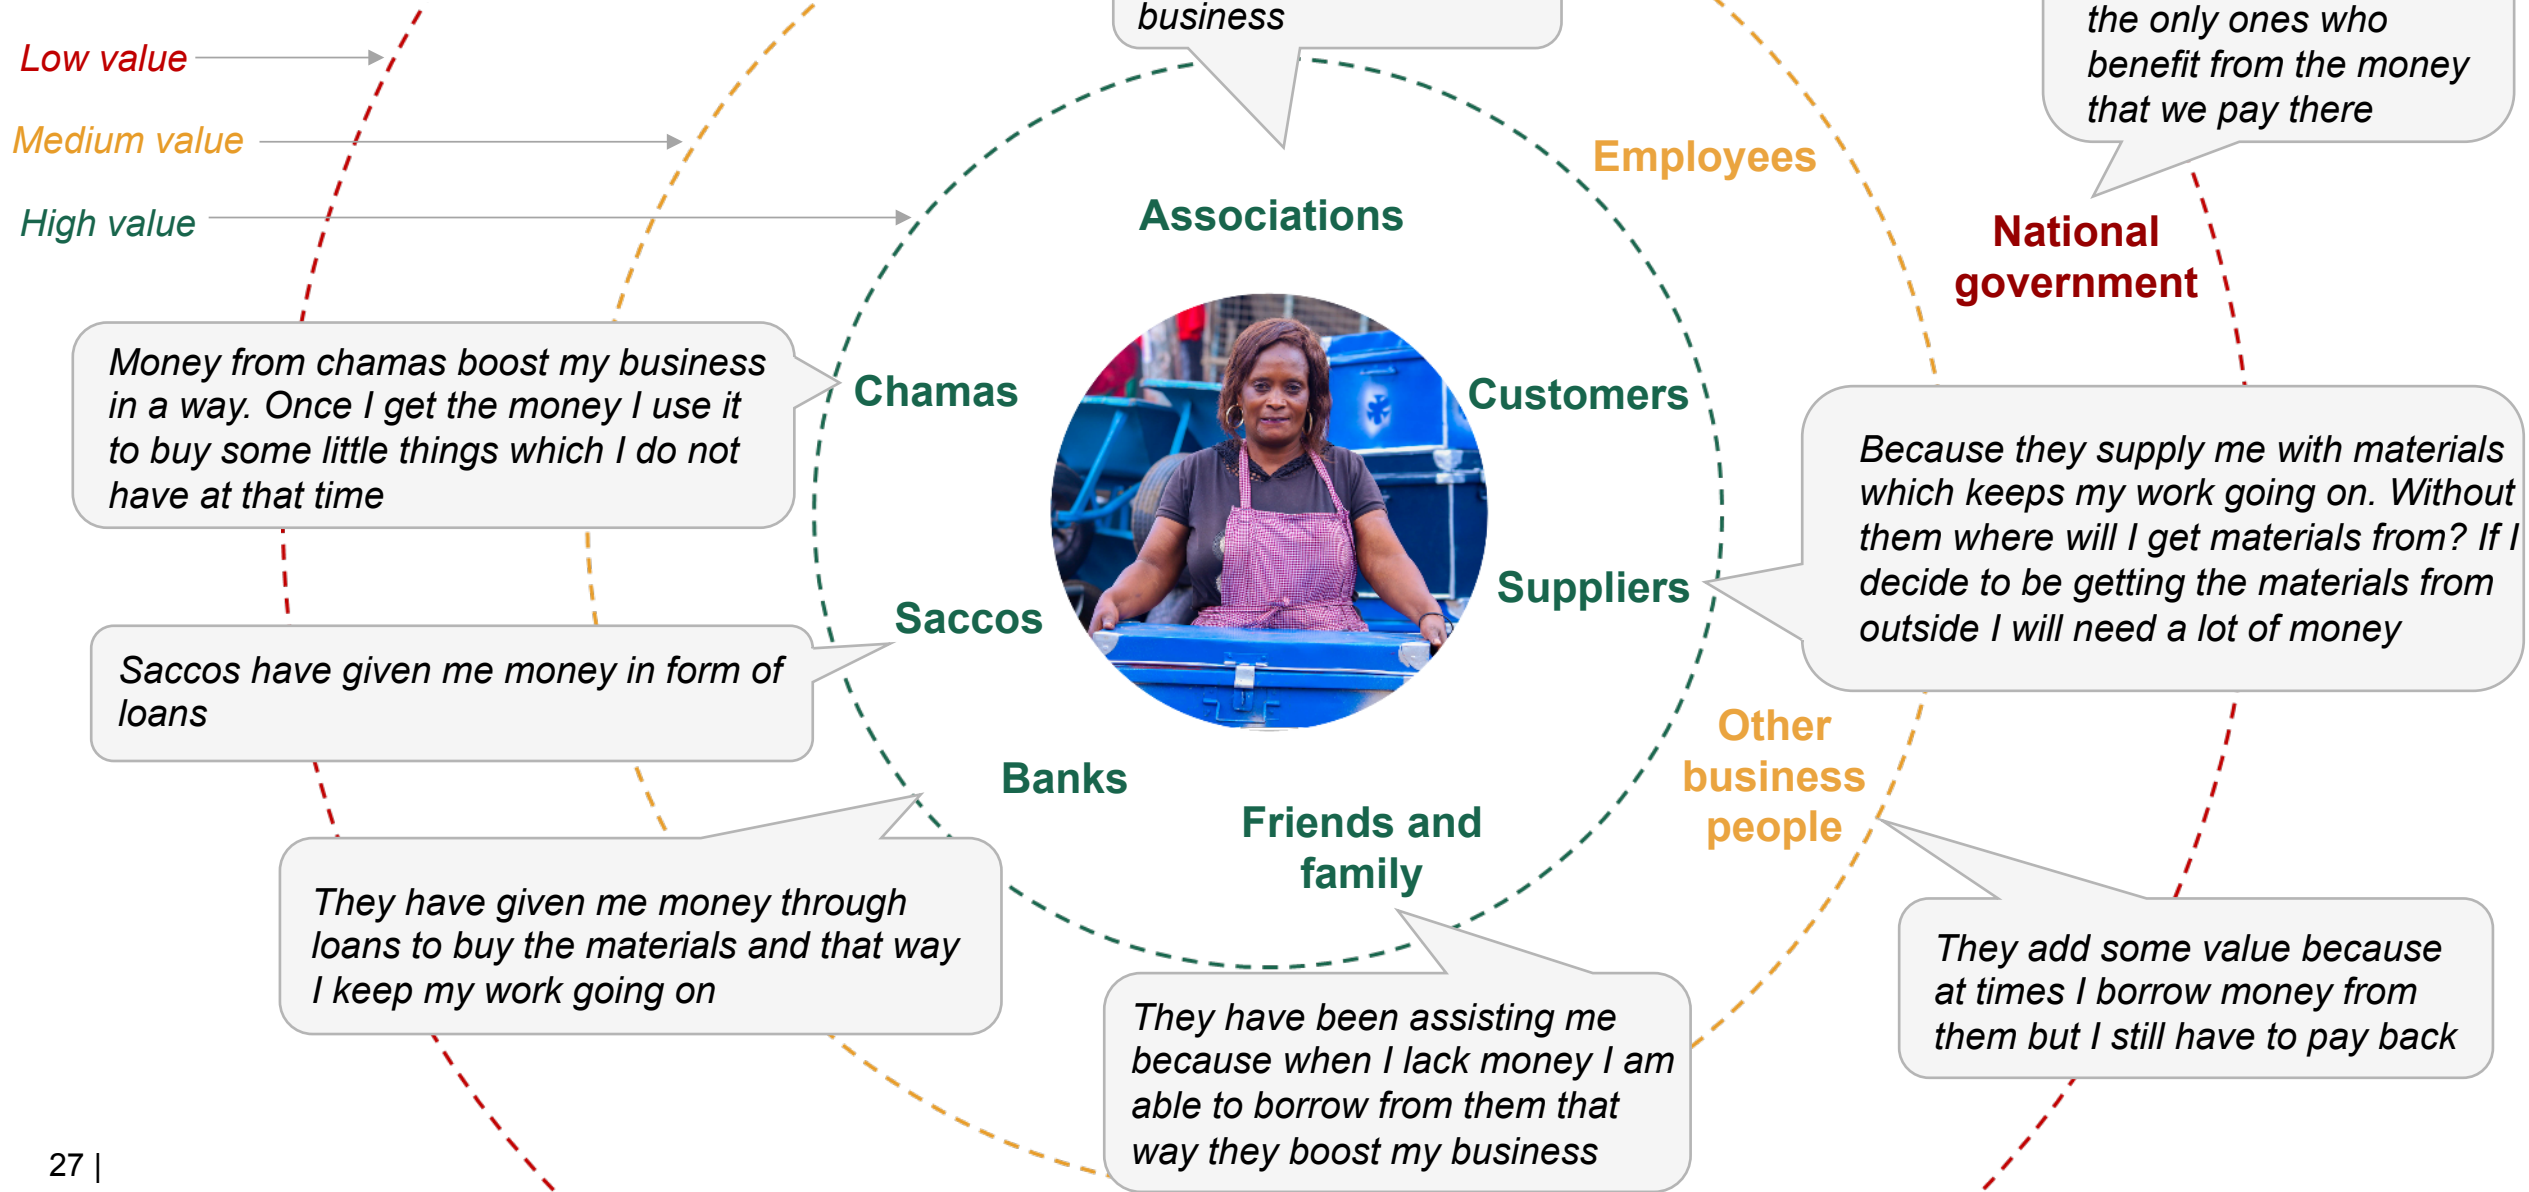 business
the only ones who
benefit from the money
that we pay there
Low value
Medium value
High value
Employees
Associations
National
government
Money from chamas boost my business
in a way. Once I get the money I use it
to buy some little things which I do not
have at that time
Chamas
Customers
Because they supply me with materials
which keeps my work going on. Without
them where will I get materials from? If I
decide to be getting the materials from
outside I will need a lot of money
Suppliers
Saccos
Saccos have given me money in form of
loans
Other
business
people
Banks
Friends and
family
They have given me money through
loans to buy the materials and that way
I keep my work going on
They add some value because
at times I borrow money from
them but I still have to pay back
They have been assisting me
because when I lack money I am
able to borrow from them that
way they boost my business
27 |